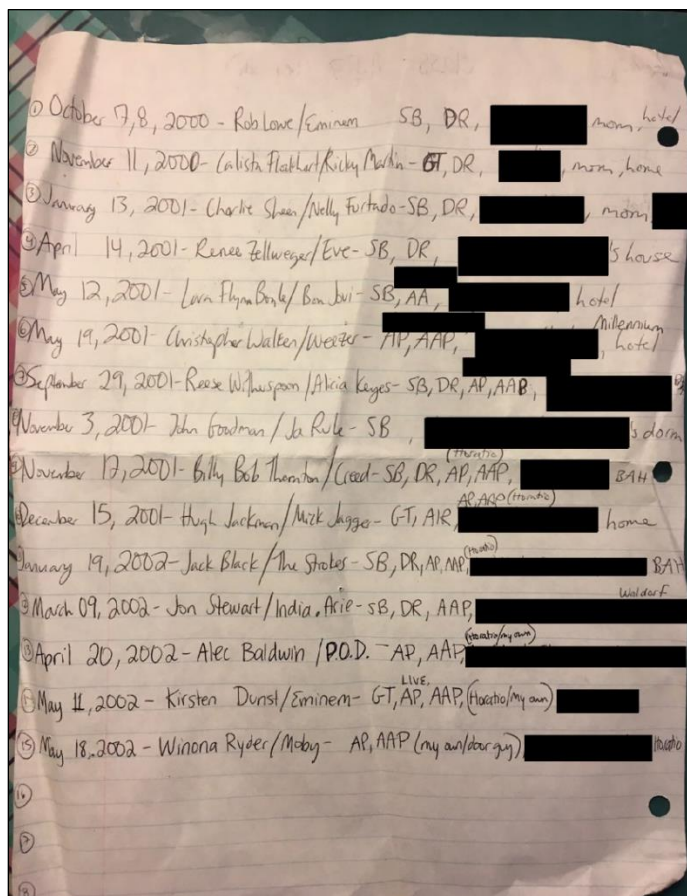 ① October 7,8, 2000 - Rob Lowe/Eminem SB, DR, mom, hotel
② November 11, 2000- Calista Flockhart/Ricky Martin - GT, DR, , mom, home
③ January 13, 2001- Charlie Sheen/Nelly Furtado-SB, DR, , mom
④ April 14, 2001- Renee Zellweger/Eve- SB, DR, 's house
⑤ May 12, 2001- Lara Flynn Boyle/Bon Jovi- SB, AA, hotel
⑥ May 19, 2001- Christopher Walken/Weezer- AP, AAP, Millennium hotel
September 29, 2001-Reese Witherspoon/Alicia Keyes- SB, DR, AP, AAB,
November 3, 2001- John Goodman/Ja Rule- SB , 's dorm
November 12, 2001- Billy Bob Thornton/Creed-SB, DR, AP, AAP, (Horatio) BAH
December 15, 2001- Hugh Jackman/Mick Jagger- GT, AIR, AP, AAP (Horatio) home
January 19, 2002-Jack Black/The Strokes- SB, DR, AP, AAP, (Horatio) BAH
March 09, 2002- Jon Stewart/India.Arie-SB, DR, AAP, Waldorf
⑬ April 20, 2002- Alec Baldwin /P.O.D. - AP, AAP, (Horatio/my own)
May 11, 2002- Kirsten Dunst/Eminem- GT, LIVE, AP, AAP, (Horatio/my own)
⑮ May 18, 2002- Winona Ryder/Moby- AP, AAP (my own/door guy) Horatio
⑯